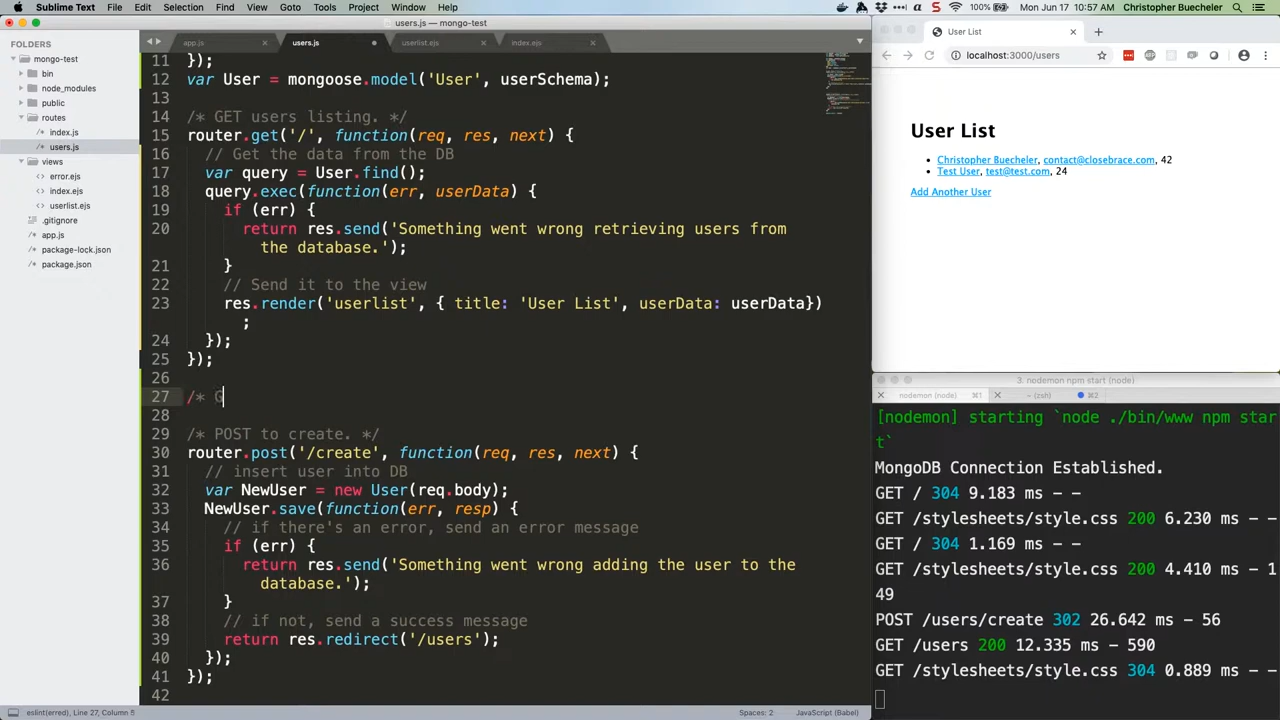 Sublime Text File Edit Selection Find View Goto Tools Project Window Help
100% Mon Jun 17 10:57 AM Christopher Buecheler
users.js — mongo-test
FOLDERS
mongo-test
bin
node_modules
public
routes
index.js
users.js
views
error.ejs
index.ejs
userlist.ejs
.gitignore
app.js
package-lock.json
package.json
app.js × users.js userlist.ejs × index.ejs ×
11 });
12 var User = mongoose.model('User', userSchema);
13
14 /* GET users listing. */
15 router.get('/', function(req, res, next) {
16 // Get the data from the DB
17 var query = User.find();
18 query.exec(function(err, userData) {
19 if (err) {
20 return res.send('Something went wrong retrieving users from
the database.');
21 }
22 // Send it to the view
23 res.render('userlist', { title: 'User List', userData: userData})
;
24 });
25 });
26
27 /* G
28
29 /* POST to create. */
30 router.post('/create', function(req, res, next) {
31 // insert user into DB
32 var NewUser = new User(req.body);
33 NewUser.save(function(err, resp) {
34 // if there's an error, send an error message
35 if (err) {
36 return res.send('Something went wrong adding the user to the
database.');
37 }
38 // if not, send a success message
39 return res.redirect('/users');
40 });
41 });
42
eslint(erred), Line 27, Column 5 Spaces: 2 JavaScript (Babel)
User List × +
localhost:3000/users
User List
• Christopher Buecheler, contact@closebrace.com, 42
• Test User, test@test.com, 24
Add Another User
3. nodemon npm start (node)
× nodemon (node) ⌘1 × ~ (zsh) ⌘2
[nodemon] starting `node ./bin/www npm star
t`
MongoDB Connection Established.
GET / 304 9.183 ms - -
GET /stylesheets/style.css 200 6.230 ms - -
GET / 304 1.169 ms - -
GET /stylesheets/style.css 200 4.410 ms - 1
49
POST /users/create 302 26.642 ms - 56
GET /users 200 12.335 ms - 590
GET /stylesheets/style.css 304 0.889 ms - -